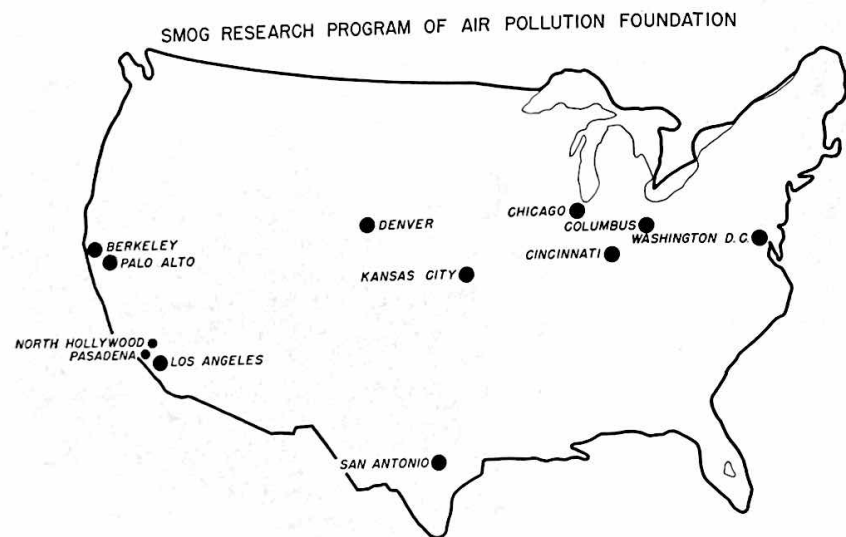 SMOG RESEARCH PROGRAM OF AIR POLLUTION FOUNDATION
CHICAGO
DENVER
COLUMBUS
WASHINGTON D.C.
BERKELEY
CINCINNATI
PALO ALTO
KANSAS CITY
NORTH HOLLYWOOD
PASADENA
LOS ANGELES
SAN ANTONIO